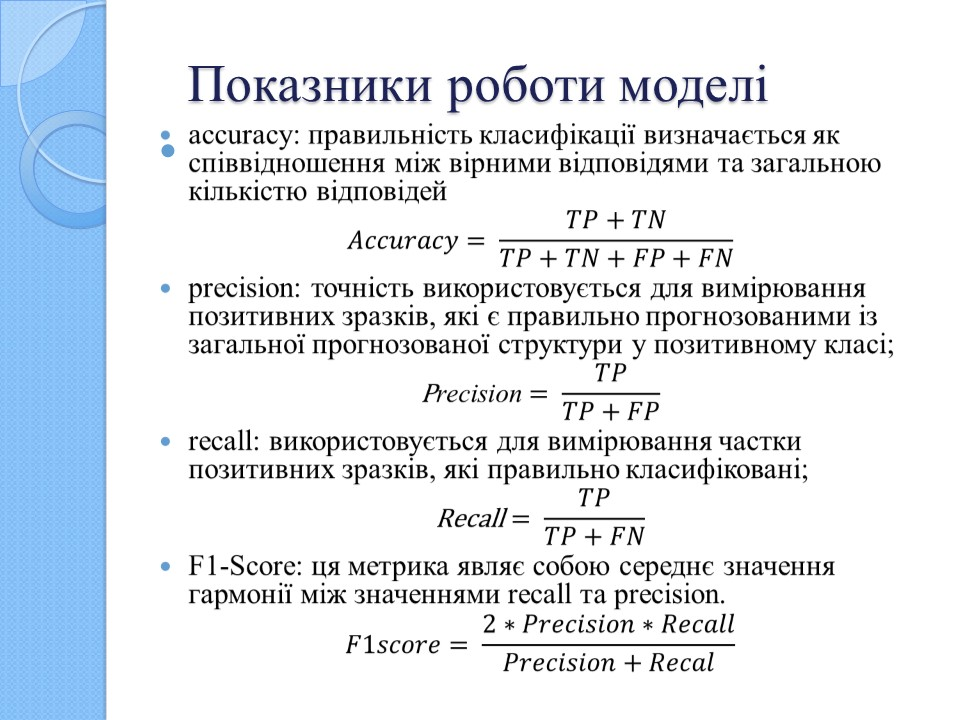 Показники роботи моделі
• accuracy: правильність класифікації визначається як
співвідношення між вірними відповідями та загальною
кількістю відповідей
Accuracy = (TP + TN) / (TP + TN + FP + FN)
• precision: точність використовується для вимірювання
позитивних зразків, які є правильно прогнозованими із
загальної прогнозованої структури у позитивному класі;
Precision = TP / (TP + FP)
• recall: використовується для вимірювання частки
позитивних зразків, які правильно класифіковані;
Recall = TP / (TP + FN)
• F1-Score: ця метрика являє собою середнє значення
гармонії між значеннями recall та precision.
F1score = (2 ∗ Precision ∗ Recall) / (Precision + Recal)